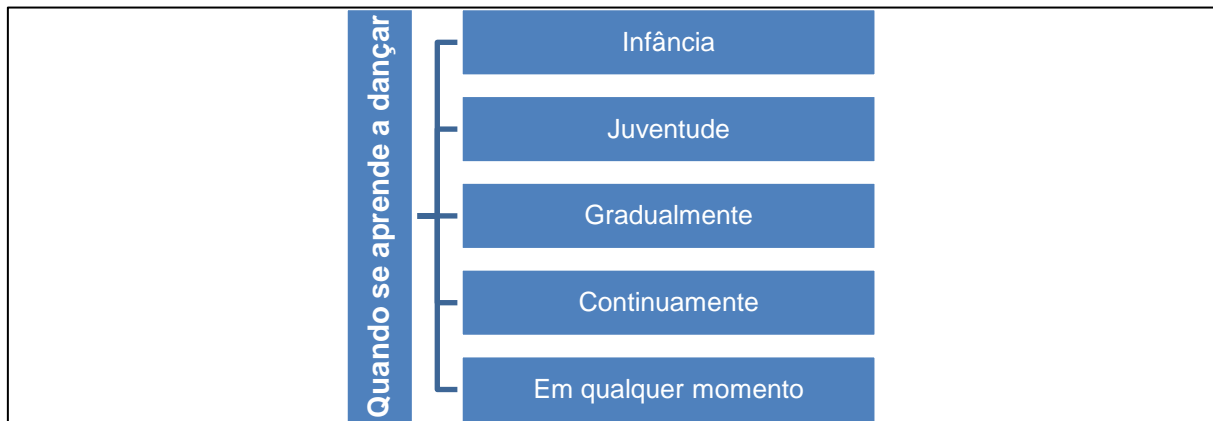 Quando se aprende a dançar
Infância
Juventude
Gradualmente
Continuamente
Em qualquer momento